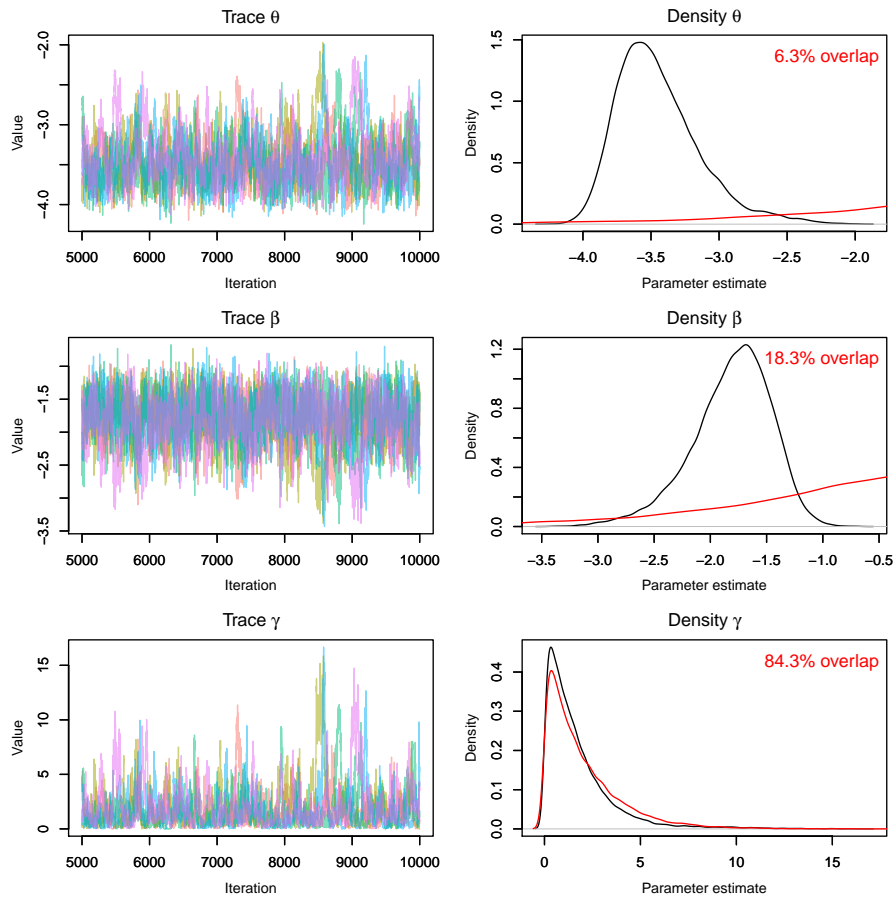 Trace θ
Value
−2.0
−3.0
−4.0
5000 6000 7000 8000 9000 10000
Iteration
Density θ
6.3% overlap
Density
1.5
1.0
0.5
0.0
−4.0 −3.5 −3.0 −2.5 −2.0
Parameter estimate
Trace β
Value
−1.5
−2.5
−3.5
5000 6000 7000 8000 9000 10000
Iteration
Density β
18.3% overlap
Density
1.2
0.8
0.4
0.0
−3.5 −3.0 −2.5 −2.0 −1.5 −1.0 −0.5
Parameter estimate
Trace γ
Value
15
10
5
0
5000 6000 7000 8000 9000 10000
Iteration
Density γ
84.3% overlap
Density
0.4
0.3
0.2
0.1
0.0
0 5 10 15
Parameter estimate